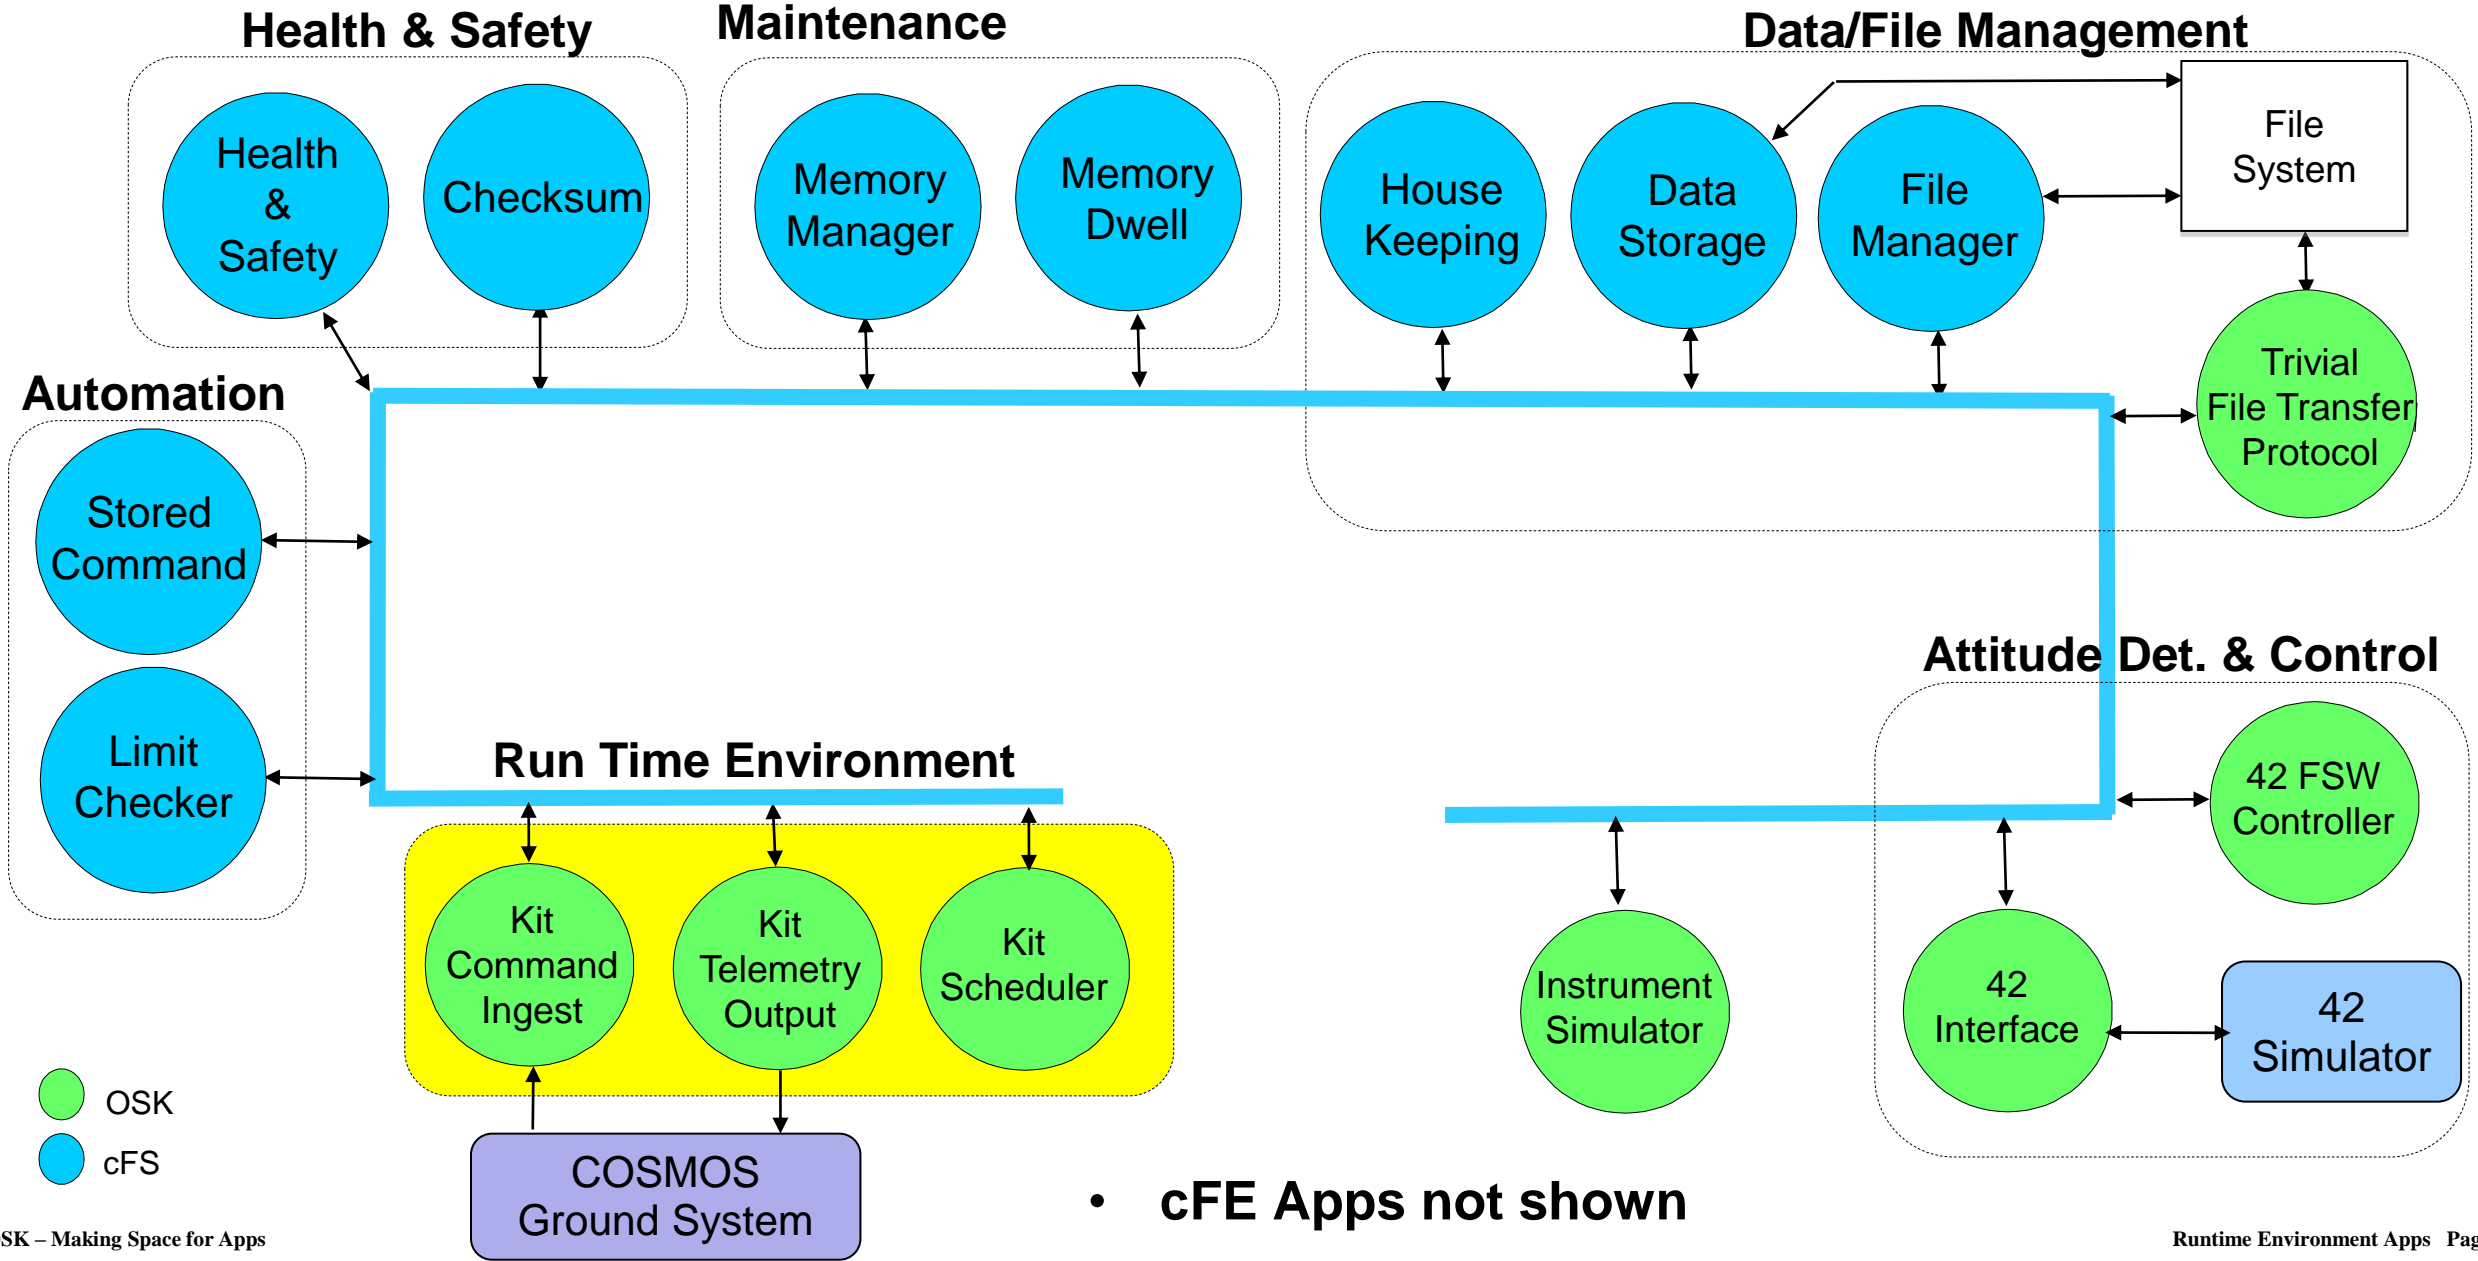 Health & Safety
Maintenance
Data/File Management
Health
&
Safety
Checksum
Memory
Manager
Memory
Dwell
House
Keeping
Data
Storage
File
Manager
File
System
Trivial
File Transfer
Protocol
Automation
Stored
Command
Limit
Checker
Run Time Environment
Kit
Command
Ingest
Kit
Telemetry
Output
Kit
Scheduler
COSMOS
Ground System
Attitude Det. & Control
42 FSW
Controller
Instrument
Simulator
42
Interface
42
Simulator
OSK
cFS
• cFE Apps not shown
SK – Making Space for Apps
Runtime Environment Apps Pag